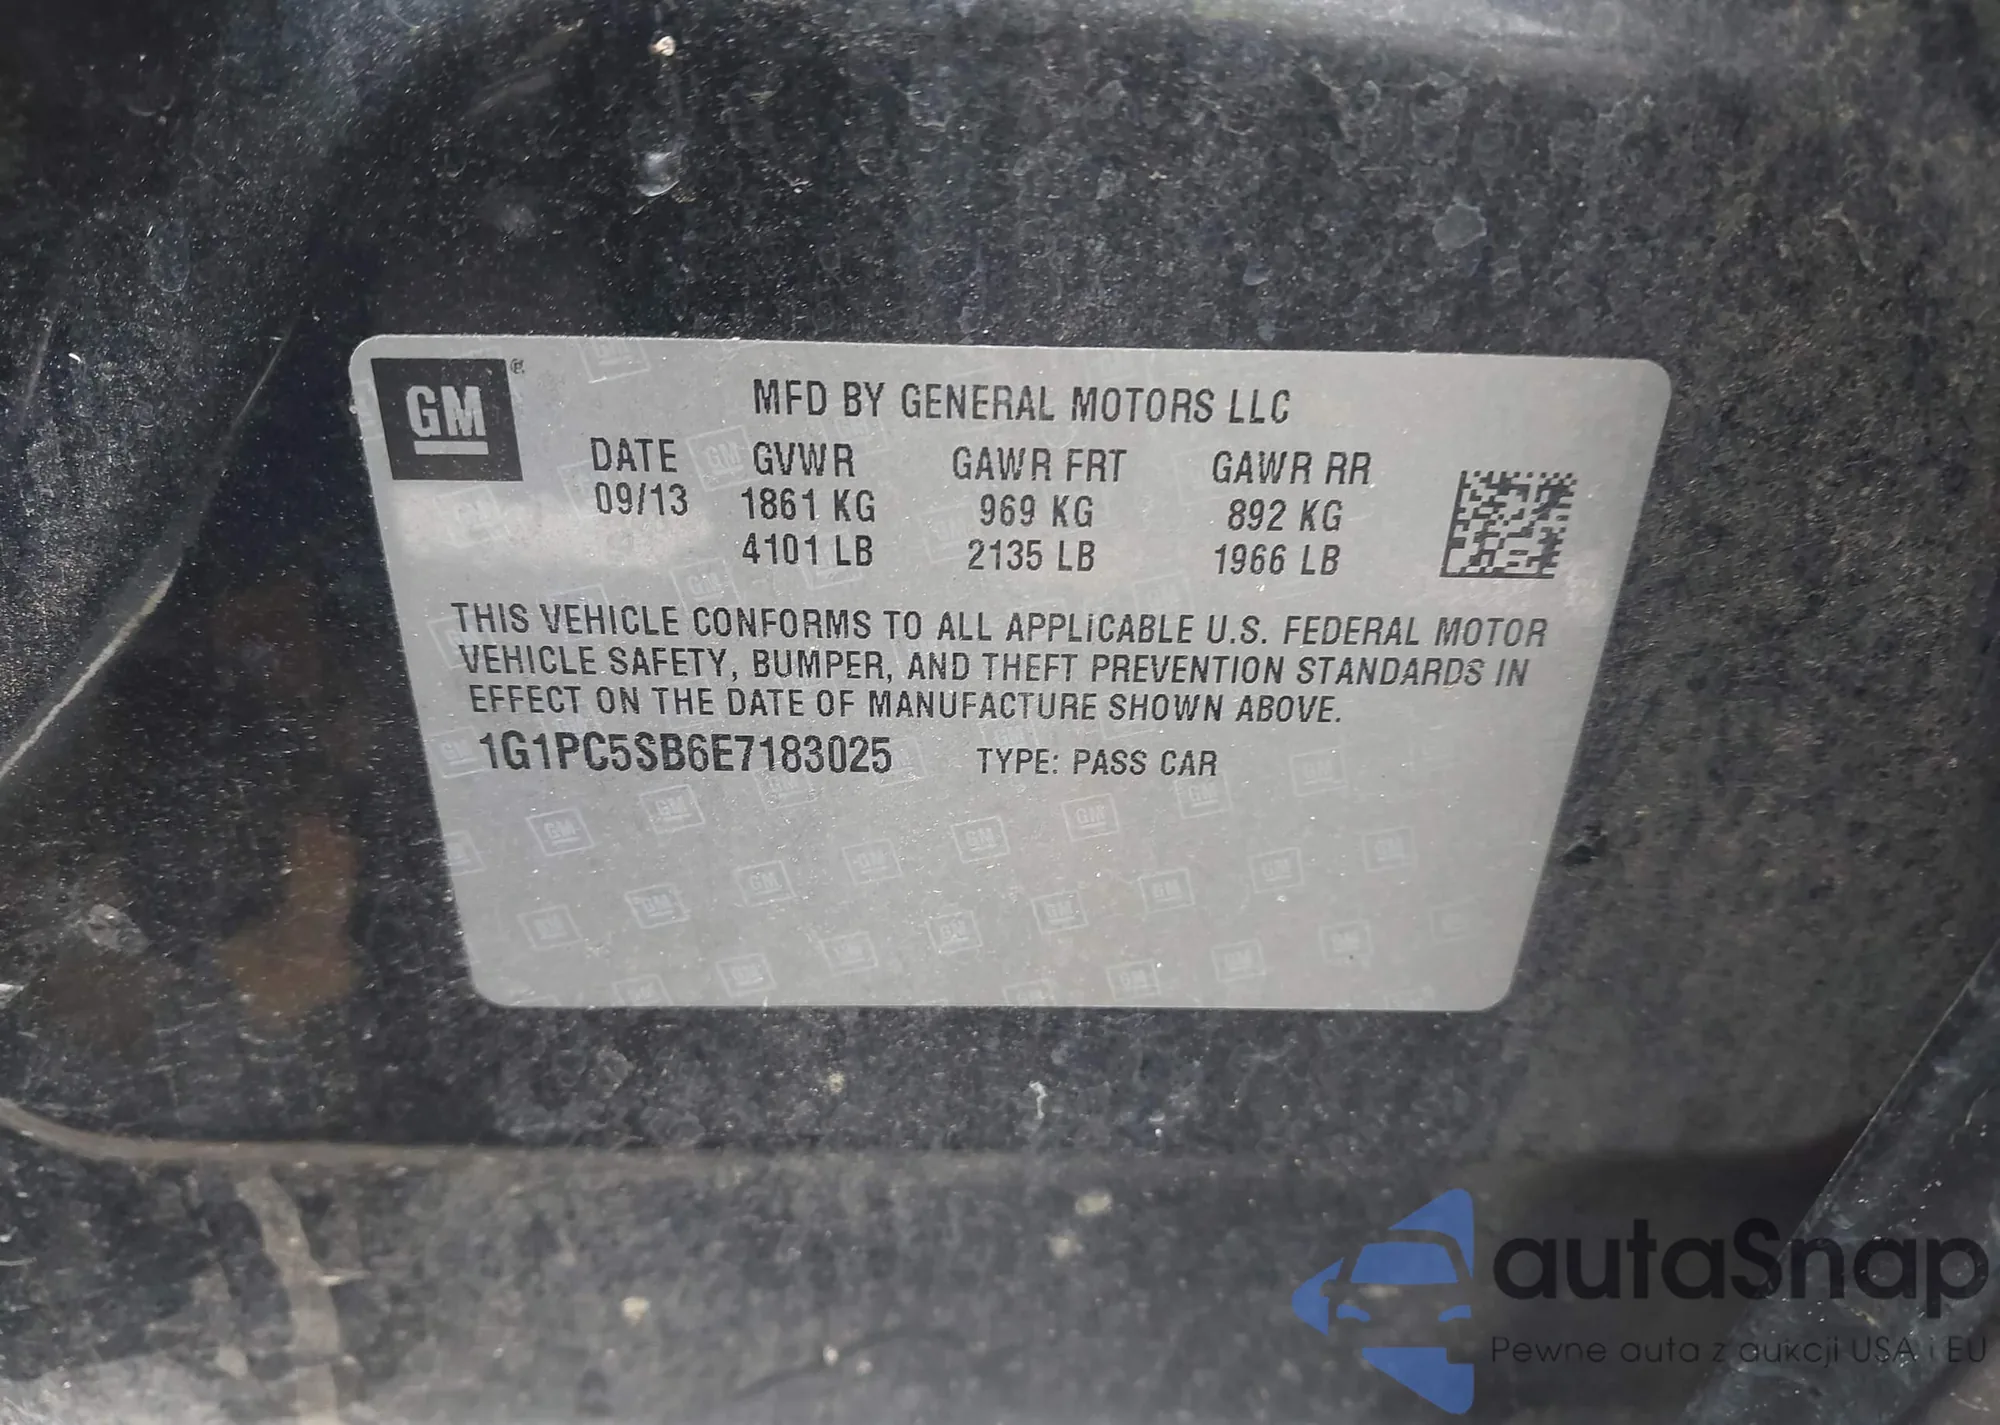 GM ®
MFD BY GENERAL MOTORS LLC
DATE GVWR GAWR FRT GAWR RR
09/13 1861 KG 969 KG 892 KG
4101 LB 2135 LB 1966 LB
THIS VEHICLE CONFORMS TO ALL APPLICABLE U.S. FEDERAL MOTOR
VEHICLE SAFETY, BUMPER, AND THEFT PREVENTION STANDARDS IN
EFFECT ON THE DATE OF MANUFACTURE SHOWN ABOVE.
1G1PC5SB6E7183025 TYPE: PASS CAR
autaSnap
Pewne auta z aukcji USA i EU